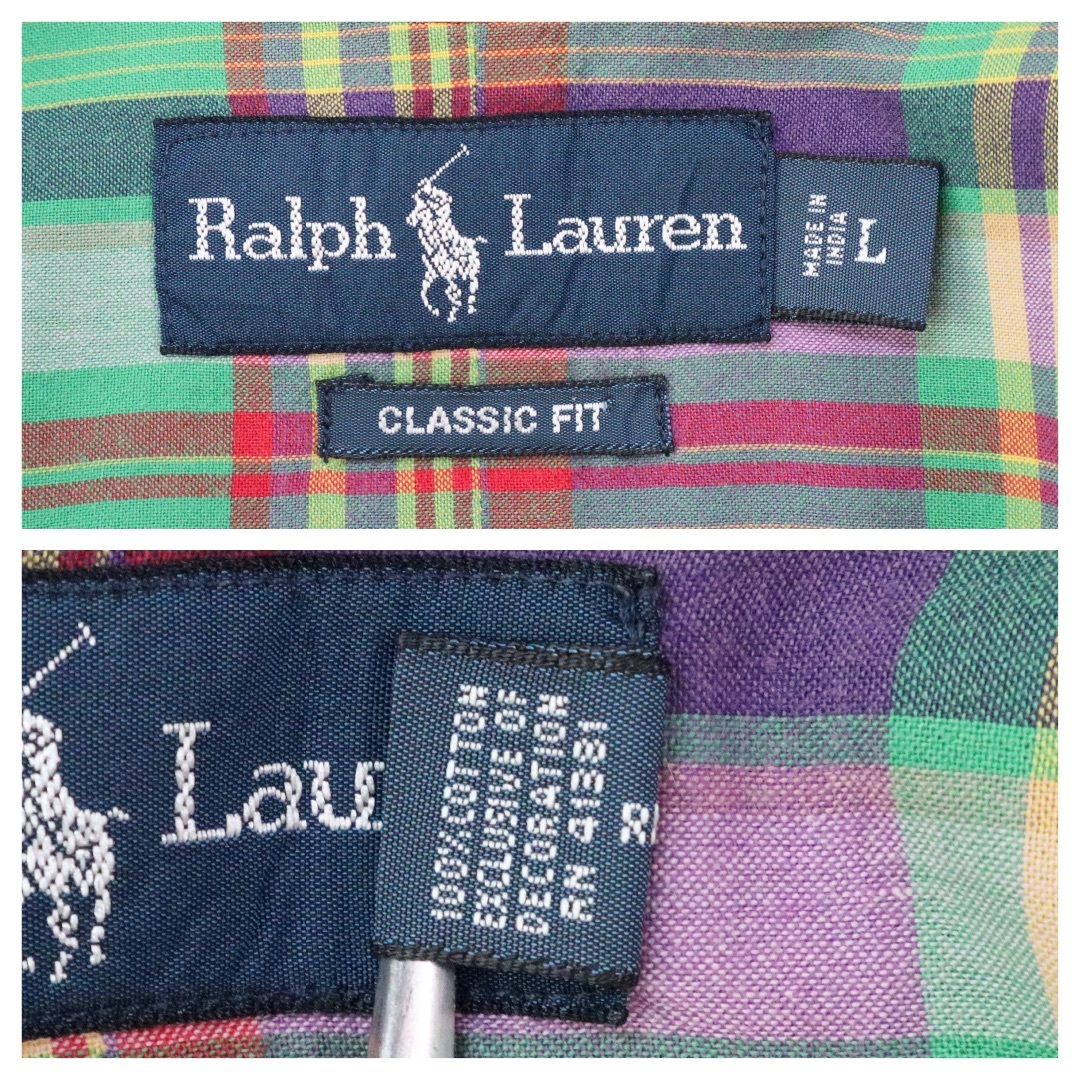 Ralph Lauren
MADE IN
INDIA
L
CLASSIC FIT
Lau
100% COTTON
EXCLUSIVE OF
DECORATION
RN 41381